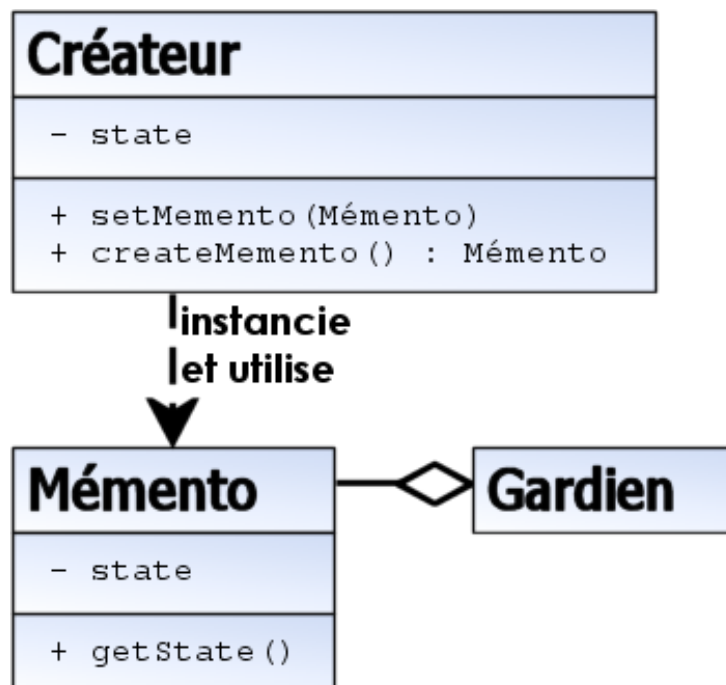 Créateur
- state
+ setMemento(Mémento)
+ createMemento() : Mémento
instancie
et utilise
Mémento
- state
+ getState()
Gardien